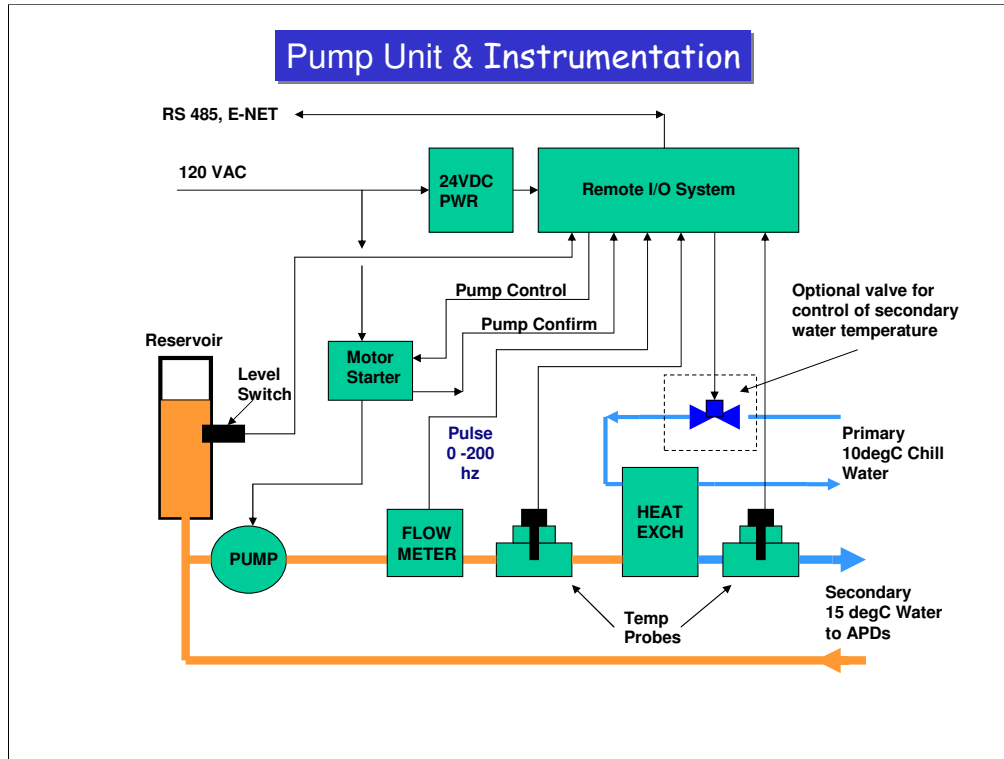 Pump Unit & Instrumentation
RS 485, E-NET
120 VAC
24VDC
PWR
Remote I/O System
Pump Control
Pump Confirm
Optional valve for
control of secondary
water temperature
Reservoir
Level
Switch
Motor
Starter
Pulse
0 -200
hz
Primary
10degC Chill
Water
HEAT
EXCH
FLOW
METER
PUMP
Temp
Probes
Secondary
15 degC Water
to APDs